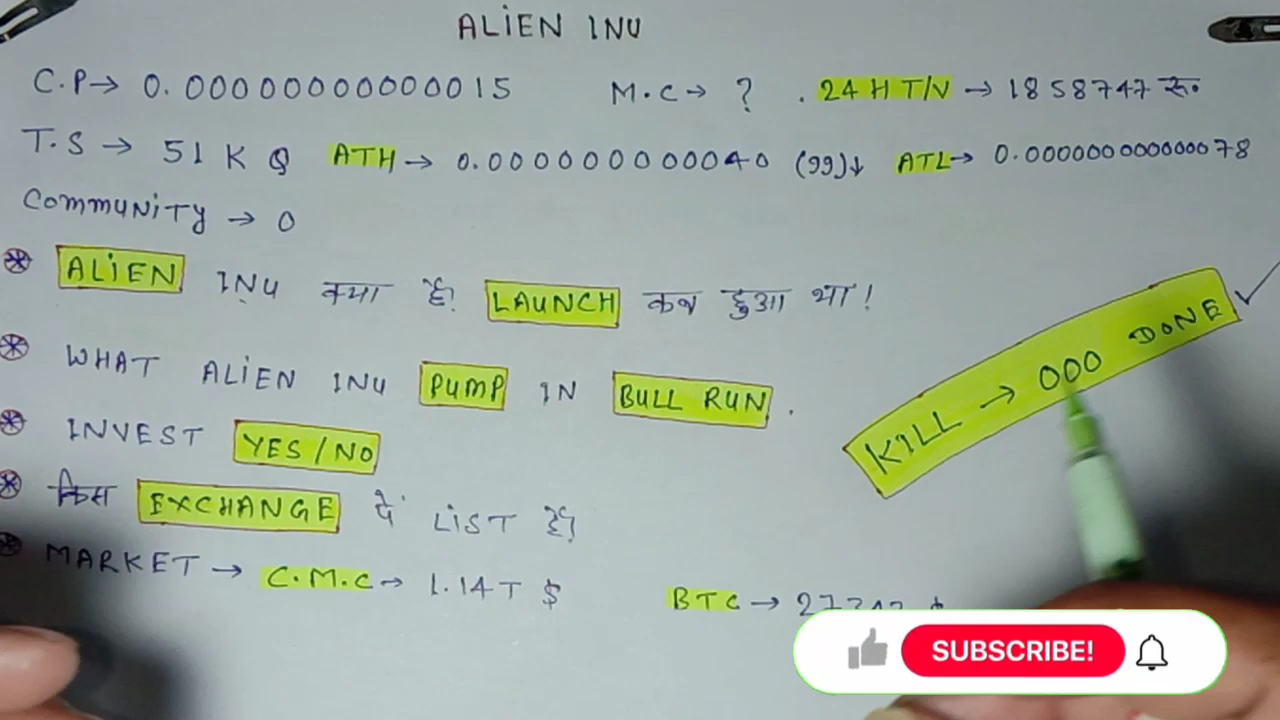 ALIEN INU
C.P→ 0.00000000000015 M.C→ ? . 24 H T/V → 1858747 रू.
T.S → 51 K Q ATH → 0.000000000040 (99)↓ ATL→ 0.000000000000078
COMMUNITY → 0
ALIEN INU क्या है? LAUNCH कब हुआ था!
KILL → 000 DONE
WHAT ALIEN INU PUMP IN BULL RUN.
INVEST YES/NO
किस EXCHANGE पे LIST है?
MARKET → C.M.C → 1.14T $ BTC →
SUBSCRIBE!